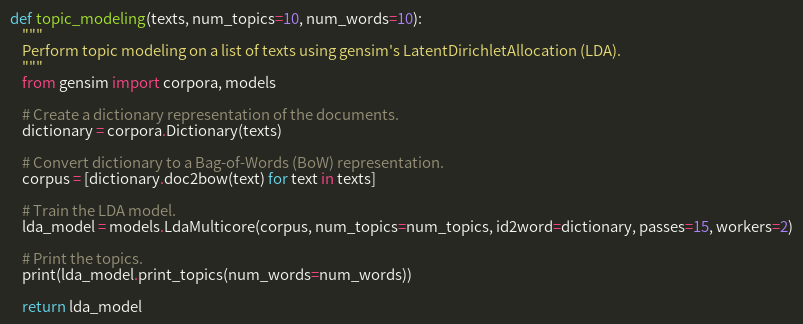 def topic_modeling(texts, num_topics=10, num_words=10):
"""
Perform topic modeling on a list of texts using gensim's LatentDirichletAllocation (LDA).
"""
from gensim import corpora, models
# Create a dictionary representation of the documents.
dictionary = corpora.Dictionary(texts)
# Convert dictionary to a Bag-of-Words (BoW) representation.
corpus = [dictionary.doc2bow(text) for text in texts]
# Train the LDA model.
lda_model = models.LdaMulticore(corpus, num_topics=num_topics, id2word=dictionary, passes=15, workers=2)
# Print the topics.
print(lda_model.print_topics(num_words=num_words))
return lda_model